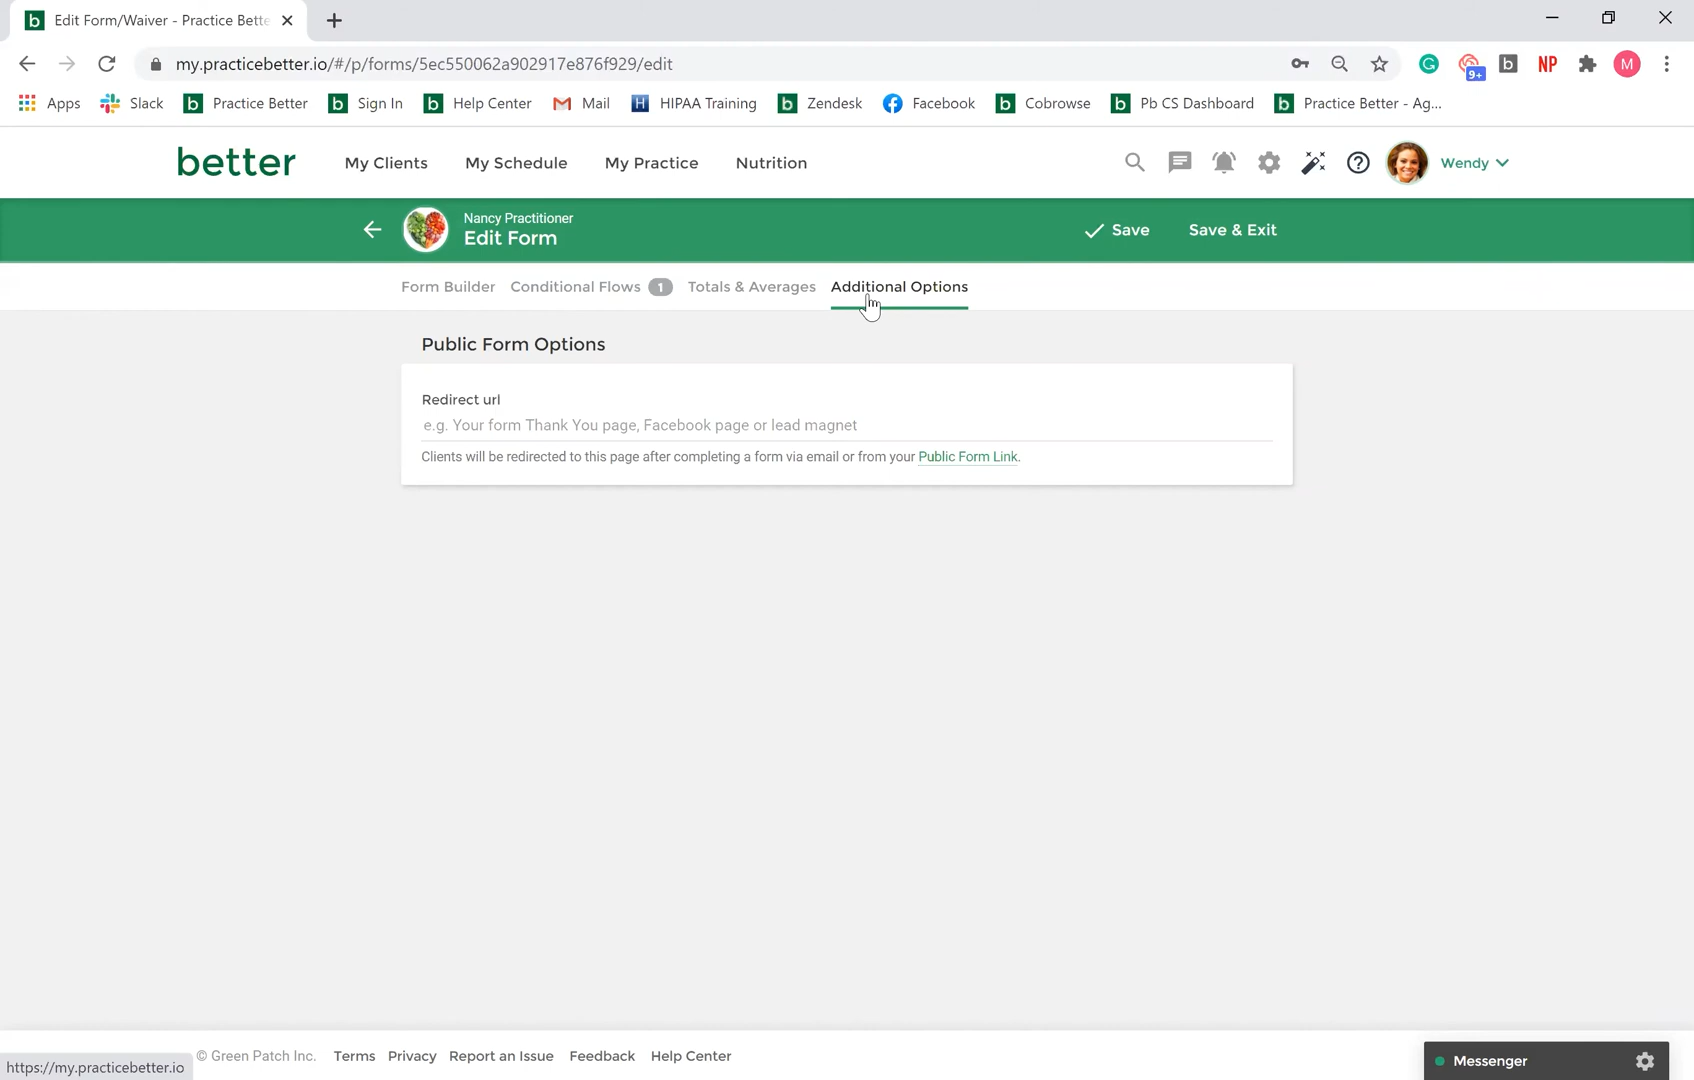 b Edit Form/Waiver - Practice Bette
my.practicebetter.io/#/p/forms/5ec550062a902917e876f929/edit
G 9+ b NP M
Apps Slack b Practice Better b Sign In b Help Center Mail H HIPAA Training b Zendesk Facebook b Cobrowse b Pb CS Dashboard b Practice Better - Ag...
better My Clients My Schedule My Practice Nutrition Wendy
Nancy Practitioner
Edit Form Save Save & Exit
Form Builder Conditional Flows 1 Totals & Averages Additional Options
Public Form Options
Redirect url
e.g. Your form Thank You page, Facebook page or lead magnet
Clients will be redirected to this page after completing a form via email or from your Public Form Link.
© Green Patch Inc. Terms Privacy Report an Issue Feedback Help Center
https://my.practicebetter.io
Messenger